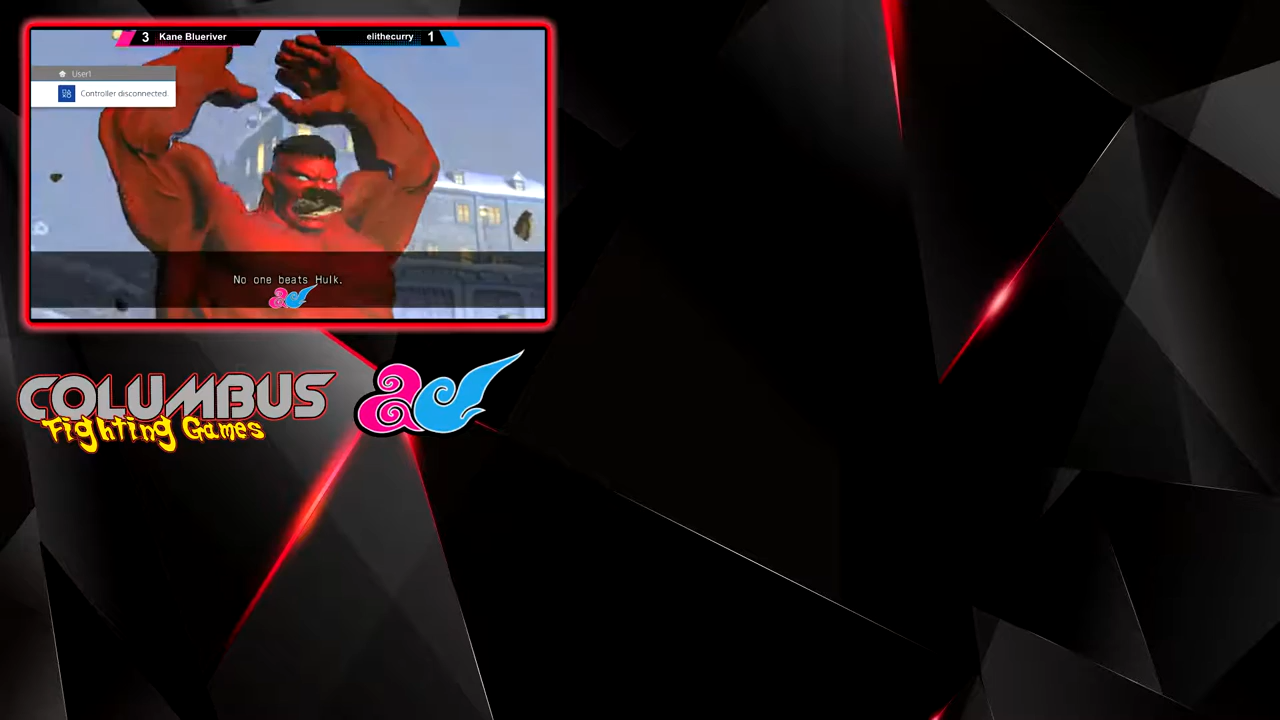 3 Kane Blueriver
elithecurry 1
User1
Controller disconnected.
No one beats Hulk.
COLUMBUS
Fighting Games